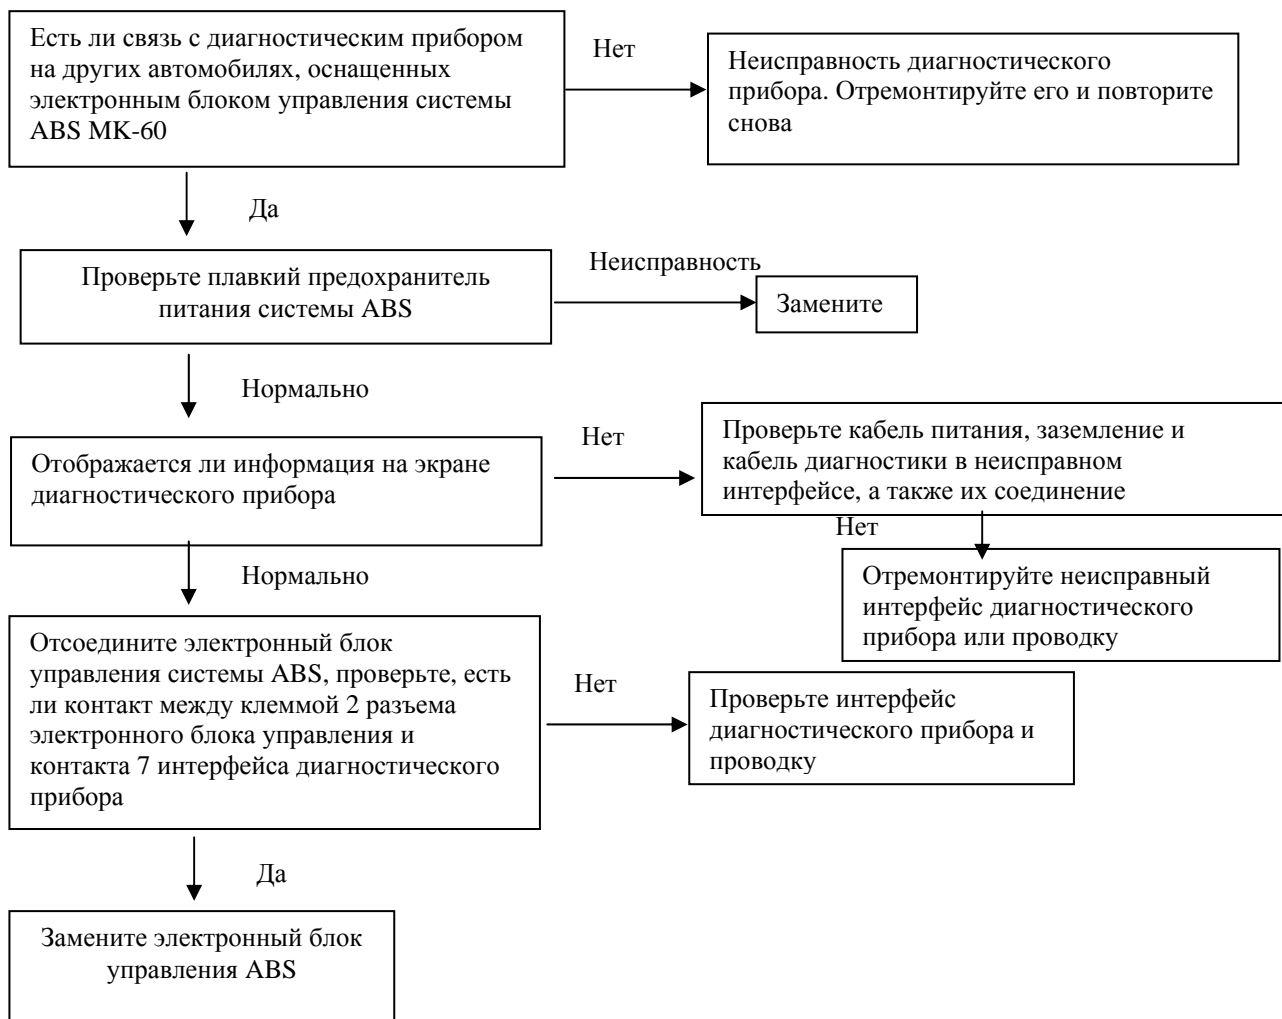 Есть ли связь с диагностическим прибором
на других автомобилях, оснащенных
электронным блоком управления системы
ABS МК-60
Нет
Неисправность диагностического
прибора. Отремонтируйте его и повторите
снова
Да
Проверьте плавкий предохранитель
питания системы ABS
Неисправность
Замените
Нормально
Отображается ли информация на экране
диагностического прибора
Нет
Проверьте кабель питания, заземление и
кабель диагностики в неисправном
интерфейсе, а также их соединение
Нет
Отремонтируйте неисправный
интерфейс диагностического
прибора или проводку
Нормально
Отсоедините электронный блок
управления системы ABS, проверьте, есть
ли контакт между клеммой 2 разъема
электронного блока управления и
контакта 7 интерфейса диагностического
прибора
Нет
Проверьте интерфейс
диагностического прибора и
проводку
Да
Замените электронный блок
управления ABS